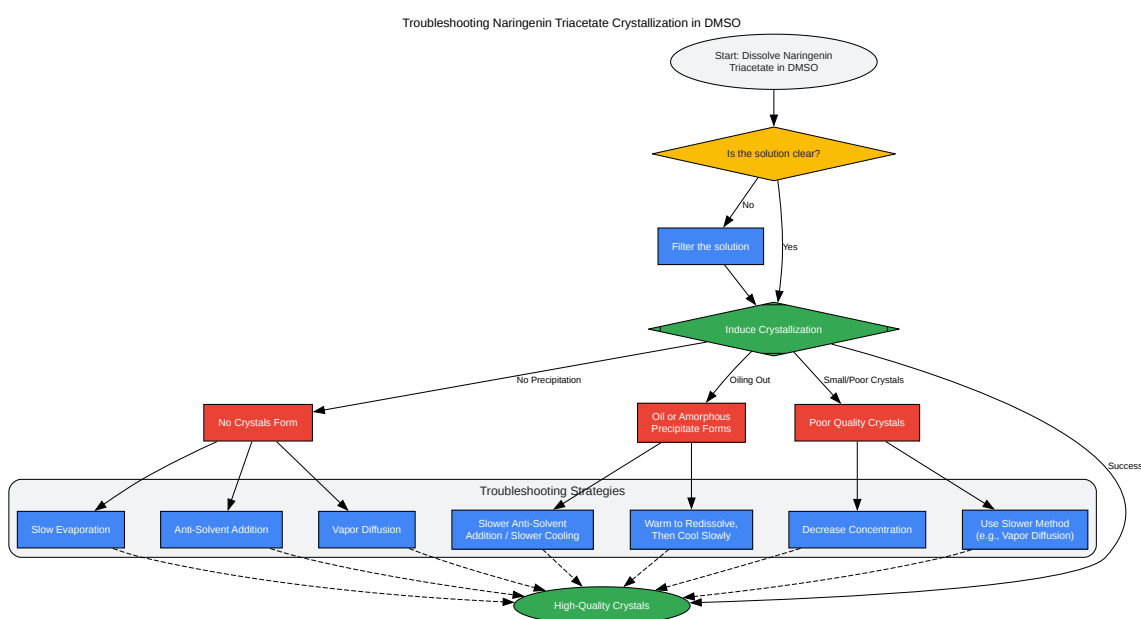 Troubleshooting Naringenin Triacetate Crystallization in DMSO
Start: Dissolve Naringenin
Triacetate in DMSO
Is the solution clear?
No
Yes
Filter the solution
Induce Crystallization
No Precipitation
Oiling Out
Small/Poor Crystals
Success
No Crystals Form
Oil or Amorphous
Precipitate Forms
Poor Quality Crystals
Troubleshooting Strategies
Slow Evaporation
Anti-Solvent Addition
Vapor Diffusion
Slower Anti-Solvent
Addition / Slower Cooling
Warm to Redissolve,
Then Cool Slowly
Decrease Concentration
Use Slower Method
(e.g., Vapor Diffusion)
High-Quality Crystals